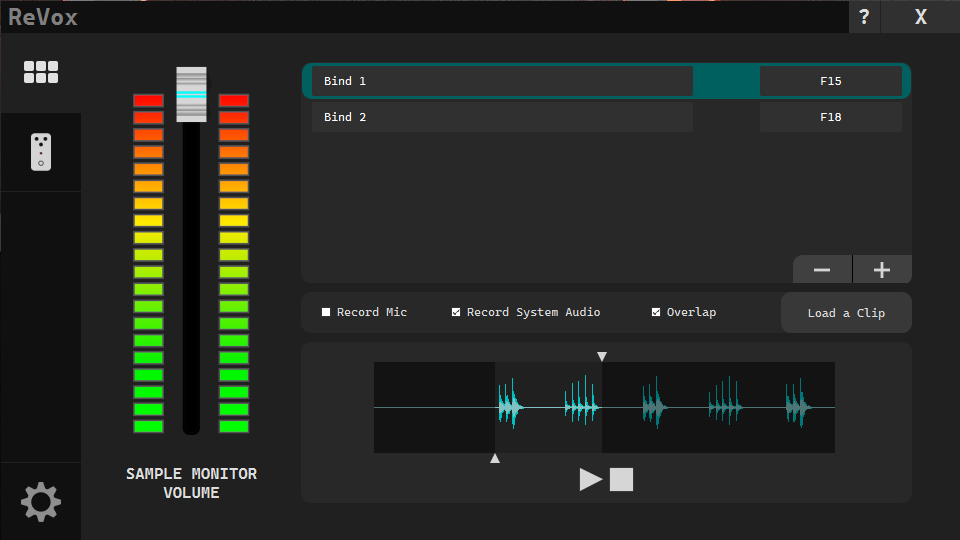 ReVox
? X
Bind 1 F15
Bind 2 F18
− +
Record Mic Record System Audio Overlap Load a Clip
SAMPLE MONITOR
VOLUME